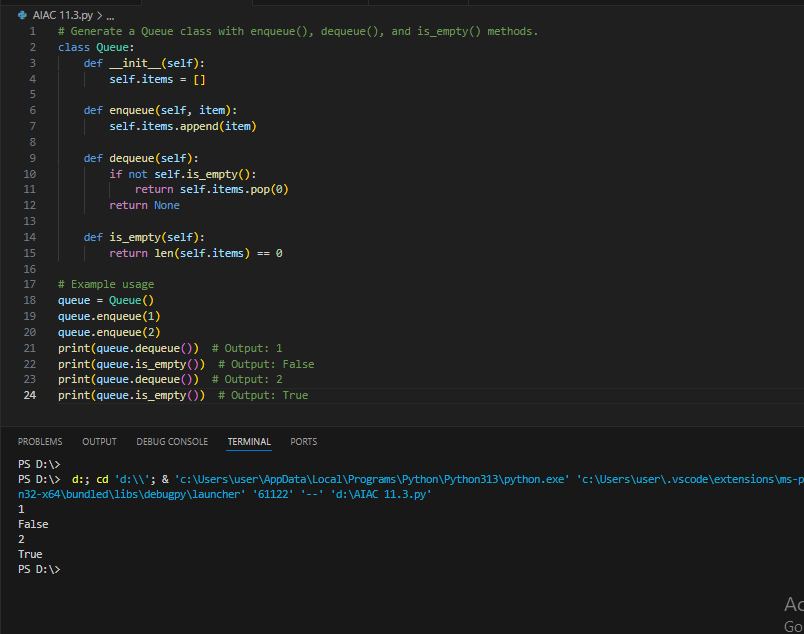 AIAC 11.3.py > ...
1 # Generate a Queue class with enqueue(), dequeue(), and is_empty() methods.
2 class Queue:
3     def __init__(self):
4         self.items = []
5
6     def enqueue(self, item):
7         self.items.append(item)
8
9     def dequeue(self):
10         if not self.is_empty():
11             return self.items.pop(0)
12         return None
13
14     def is_empty(self):
15         return len(self.items) == 0
16
17 # Example usage
18 queue = Queue()
19 queue.enqueue(1)
20 queue.enqueue(2)
21 print(queue.dequeue())  # Output: 1
22 print(queue.is_empty())  # Output: False
23 print(queue.dequeue())  # Output: 2
24 print(queue.is_empty())  # Output: True
PROBLEMS OUTPUT DEBUG CONSOLE TERMINAL PORTS
PS D:\>
PS D:\>  d:; cd 'd:\\'; & 'c:\Users\user\AppData\Local\Programs\Python\Python313\python.exe' 'c:\Users\user\.vscode\extensions\ms-p
n32-x64\bundled\libs\debugpy\launcher' '61122' '--' 'd:\AIAC 11.3.py'
1
False
2
True
PS D:\>
Ac
Go